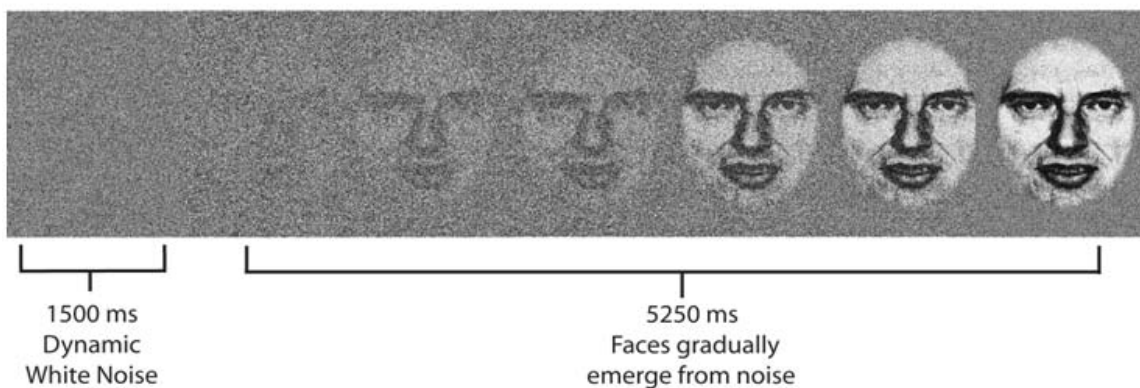 1500 ms
Dynamic
White Noise
5250 ms
Faces gradually
emerge from noise